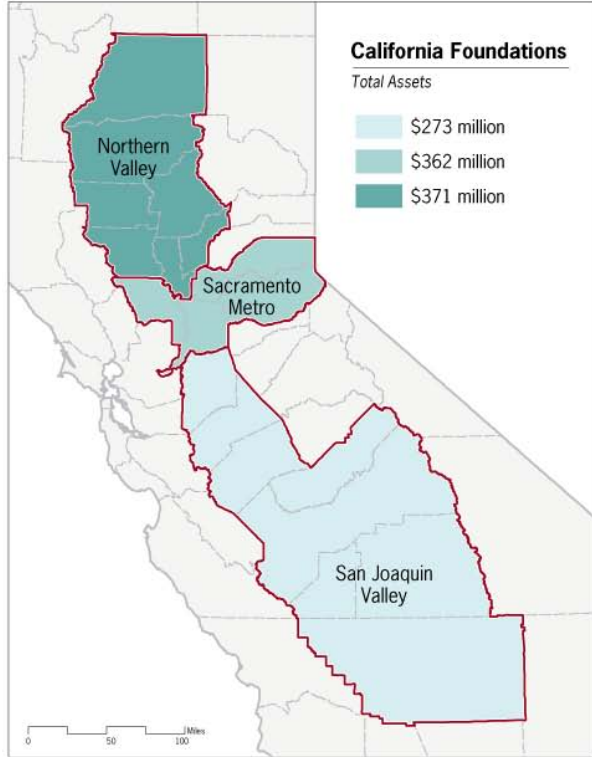 California Foundations
Total Assets
$273 million
$362 million
$371 million
Northern
Valley
Sacramento
Metro
San Joaquin
Valley
Miles
0 50 100